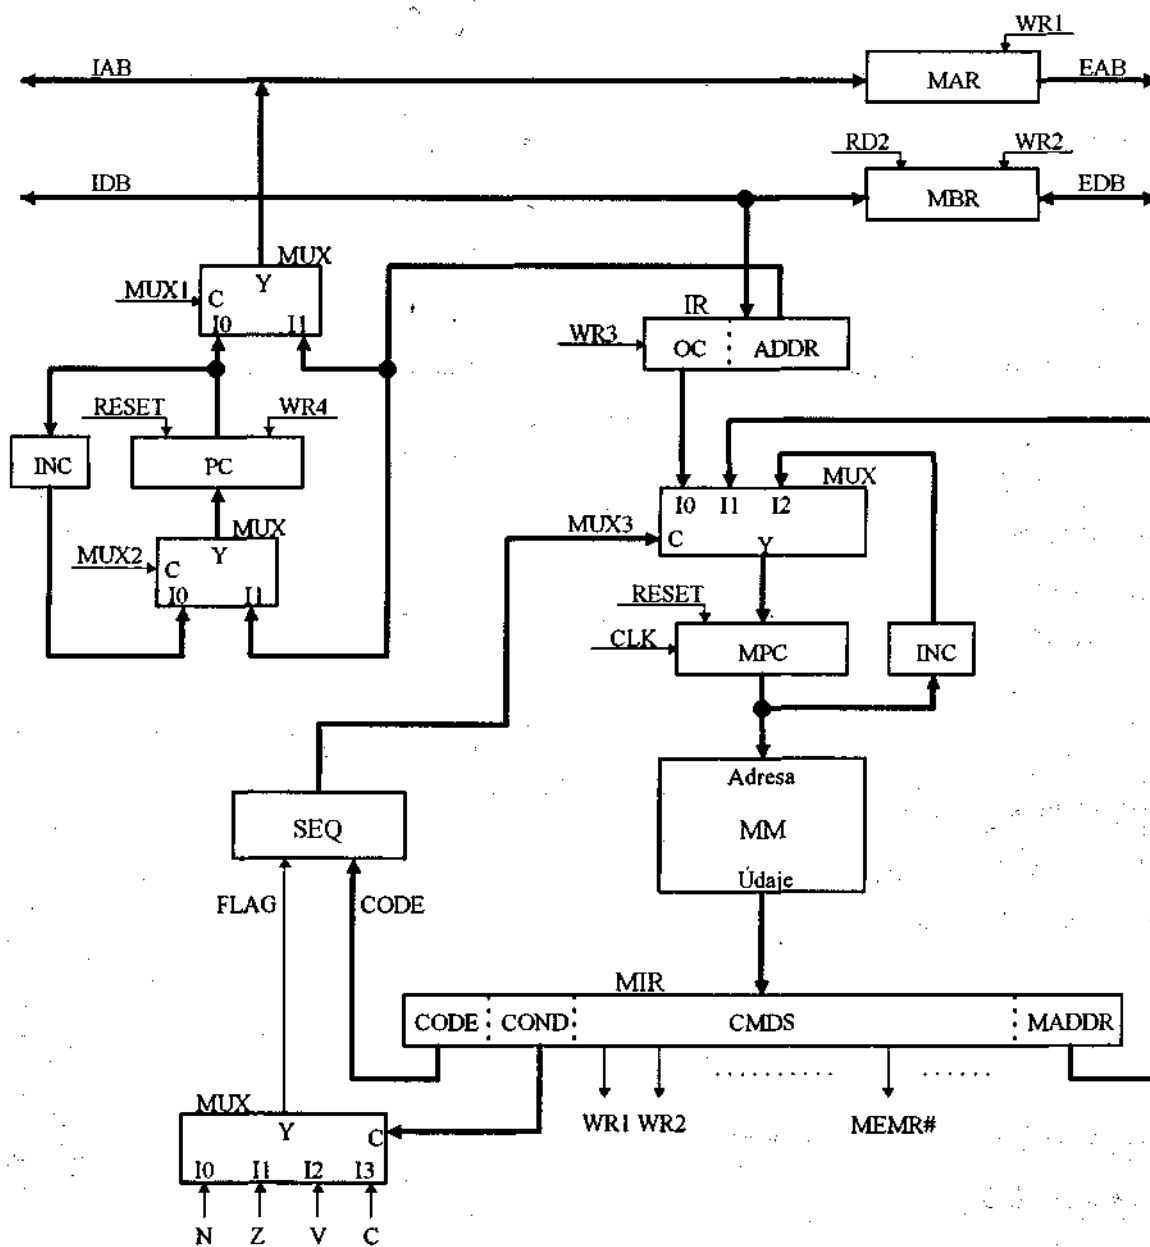 WR1
IAB
MAR
EAB
RD2
WR2
IDB
MBR
EDB
MUX
Y
MUX1
C
I0
I1
IR
WR3
OC
ADDR
RESET
WR4
INC
PC
MUX
Y
MUX2
C
I0
I1
I0
I1
I2
MUX
MUX3
C
Y
RESET
CLK
MPC
INC
Adresa
MM
Údaje
SEQ
FLAG
CODE
MIR
CODE
COND
CMDS
MADDR
MUX
Y
C
WR1
WR2
MEMR#
I0
I1
I2
I3
N
Z
V
C